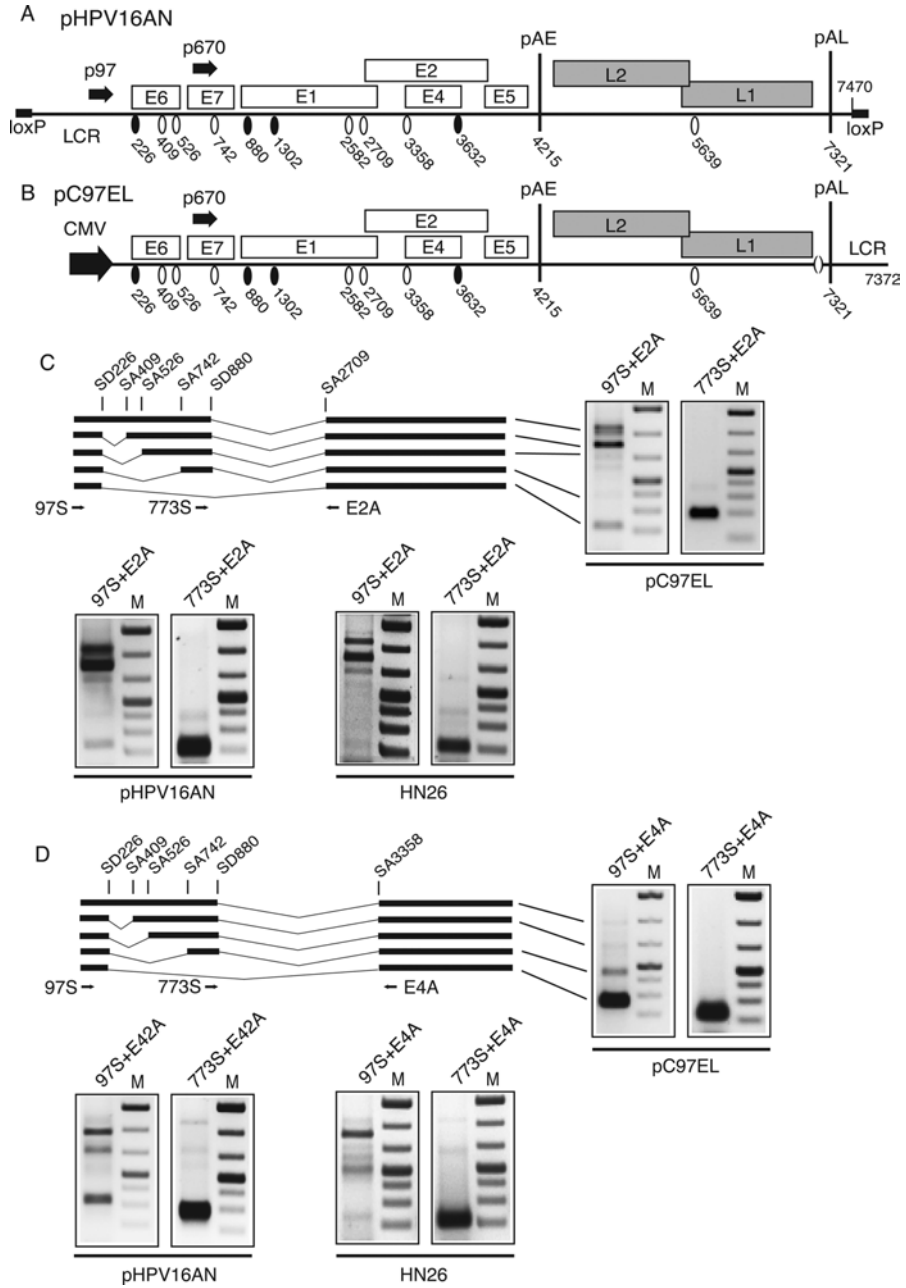 A
pHPV16AN
pAE
pAL
p97
p670
E2
L2
E6
E7
E1
E4
E5
L1
7470
loxP
LCR
loxP
226
409
526
742
880
1302
2582
2709
3358
3632
4215
5639
7321
B
pC97EL
pAE
pAL
CMV
p670
E2
L2
E6
E7
E1
E4
E5
L1
LCR
7372
226
409
526
742
880
1302
2582
2709
3358
3632
4215
5639
7321
C
SD226
SA409
SA526
SA742
SD880
SA2709
97S+E2A
M
773S+E2A
M
97S
773S
E2A
pC97EL
97S+E2A
M
773S+E2A
M
97S+E2A
M
773S+E2A
M
pHPV16AN
HN26
D
SD226
SA409
SA526
SA742
SD880
SA3358
97S+E4A
M
773S+E4A
M
97S
773S
E4A
pC97EL
97S+E42A
M
773S+E42A
M
97S+E4A
M
773S+E4A
M
pHPV16AN
HN26